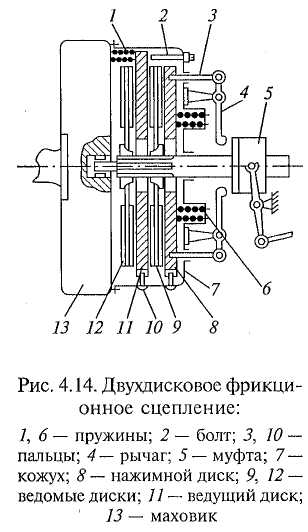 1
2
3
4
5
13
12
11
10
9
8
7
6
Рис. 4.14. Двухдисковое фрикци-
онное сцепление:
1, 6 — пружины; 2 — болт; 3, 10 —
пальцы; 4 — рычаг; 5 — муфта; 7 —
кожух; 8 — нажимной диск; 9, 12 —
ведомые диски; 11 — ведущий диск;
13 — маховик